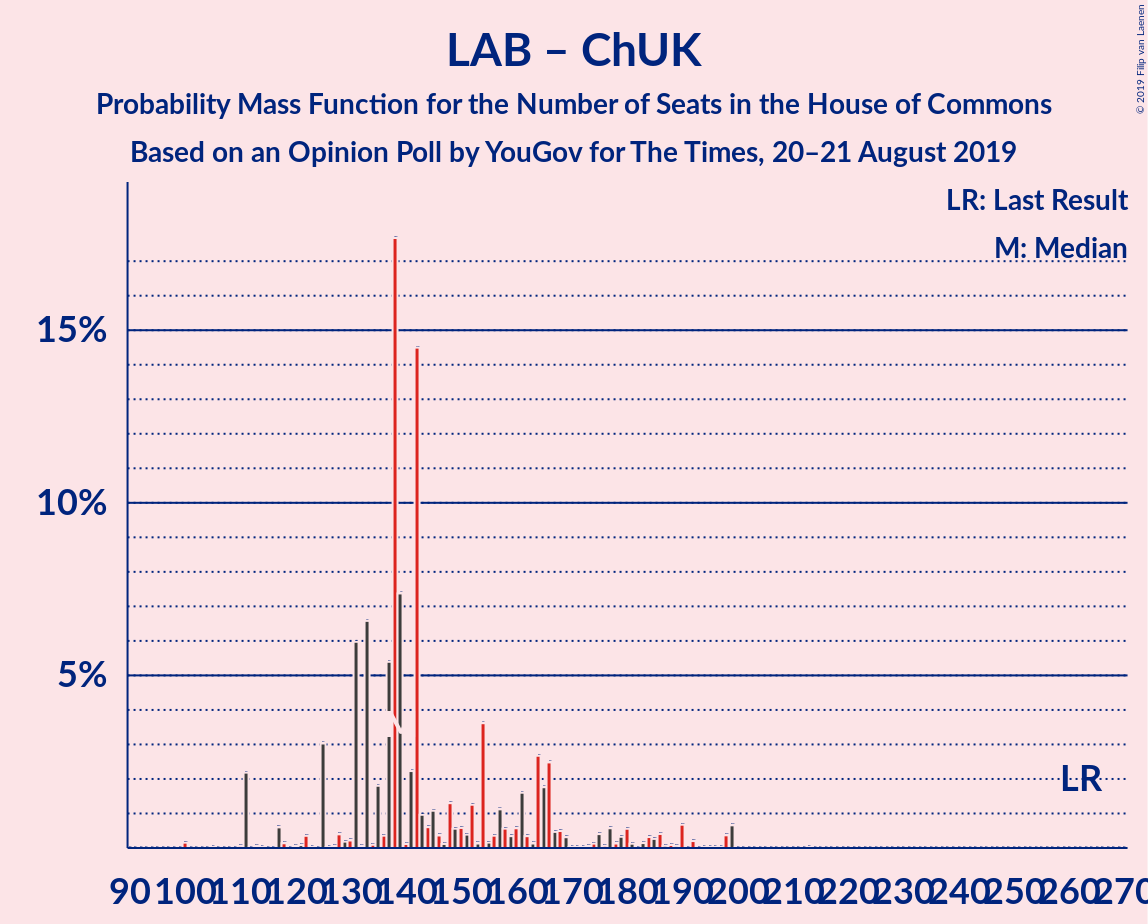 LAB – ChUK
Probability Mass Function for the Number of Seats in the House of Commons
Based on an Opinion Poll by YouGov for The Times, 20–21 August 2019
© 2019 Filip van Laenen
LR: Last Result
M: Median
15%
10%
5%
LR
90 100 110 120 130 140 150 160 170 180 190 200 210 220 230 240 250 260 270